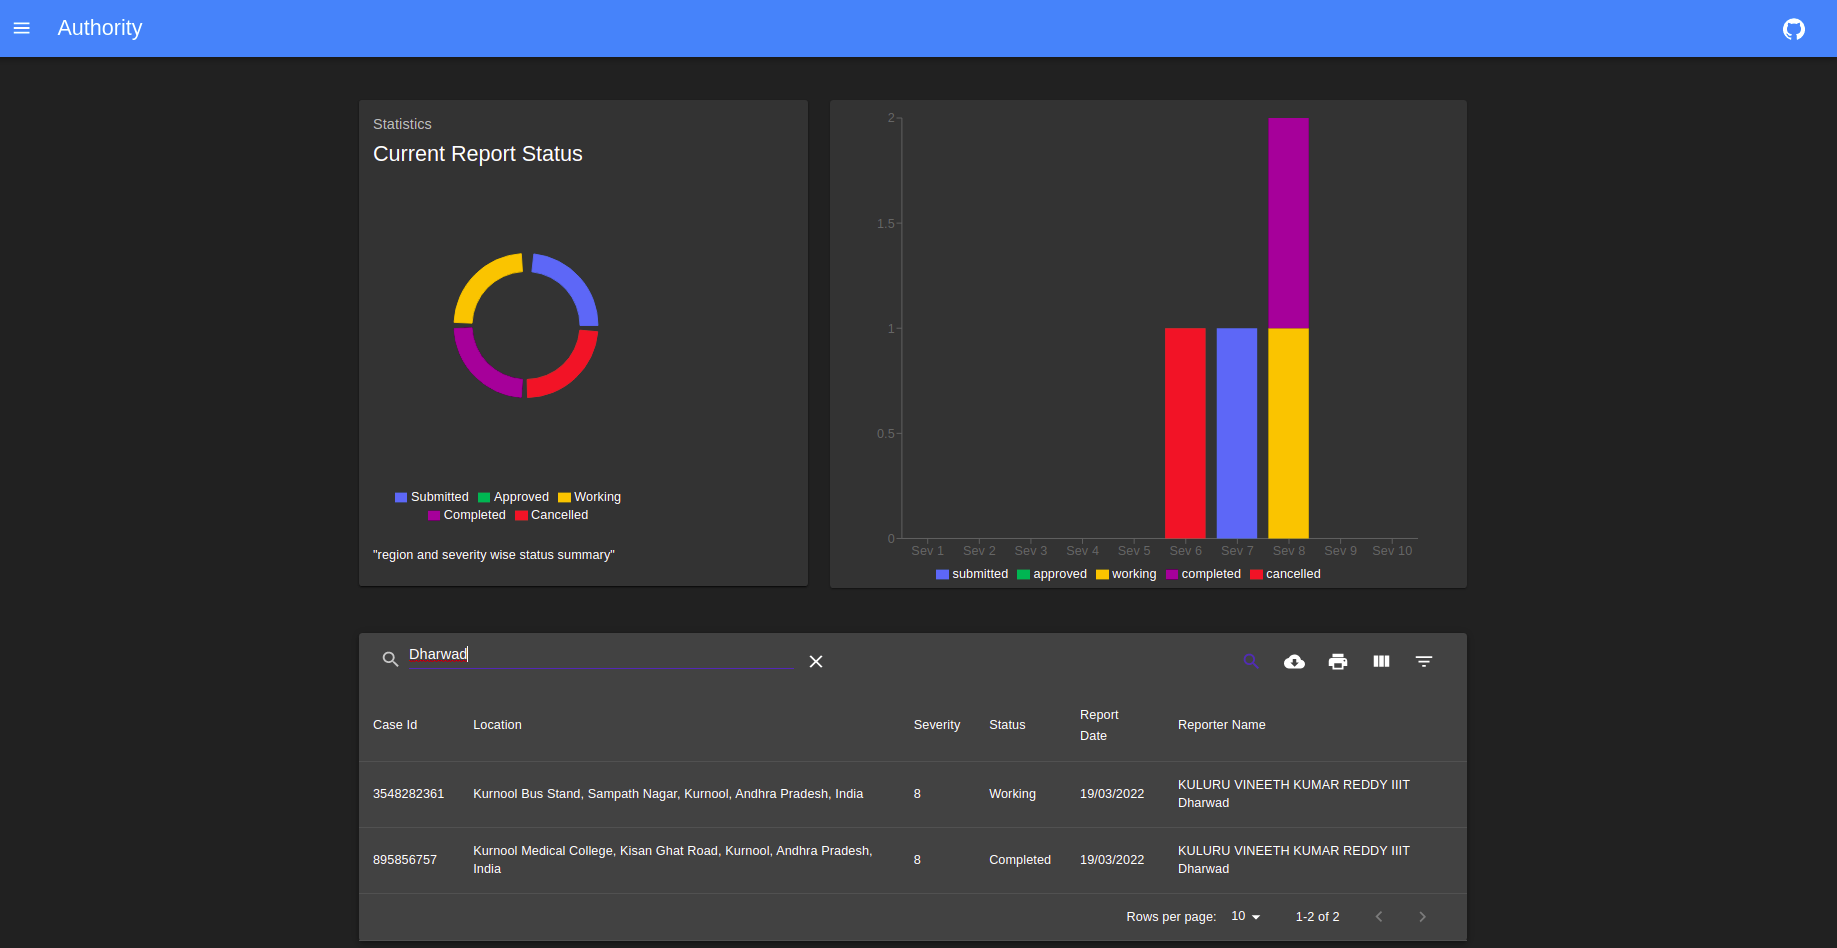 Authority
Statistics
Current Report Status
Submitted Approved Working
Completed Cancelled
"region and severity wise status summary"
2
1.5
1
0.5
0
Sev 1 Sev 2 Sev 3 Sev 4 Sev 5 Sev 6 Sev 7 Sev 8 Sev 9 Sev 10
submitted approved working completed cancelled
Dharwad
Case Id Location Severity Status Report Date Reporter Name
3548282361 Kurnool Bus Stand, Sampath Nagar, Kurnool, Andhra Pradesh, India 8 Working 19/03/2022 KULURU VINEETH KUMAR REDDY IIIT
Dharwad
895856757 Kurnool Medical College, Kisan Ghat Road, Kurnool, Andhra Pradesh,
India 8 Completed 19/03/2022 KULURU VINEETH KUMAR REDDY IIIT
Dharwad
Rows per page: 10 1-2 of 2